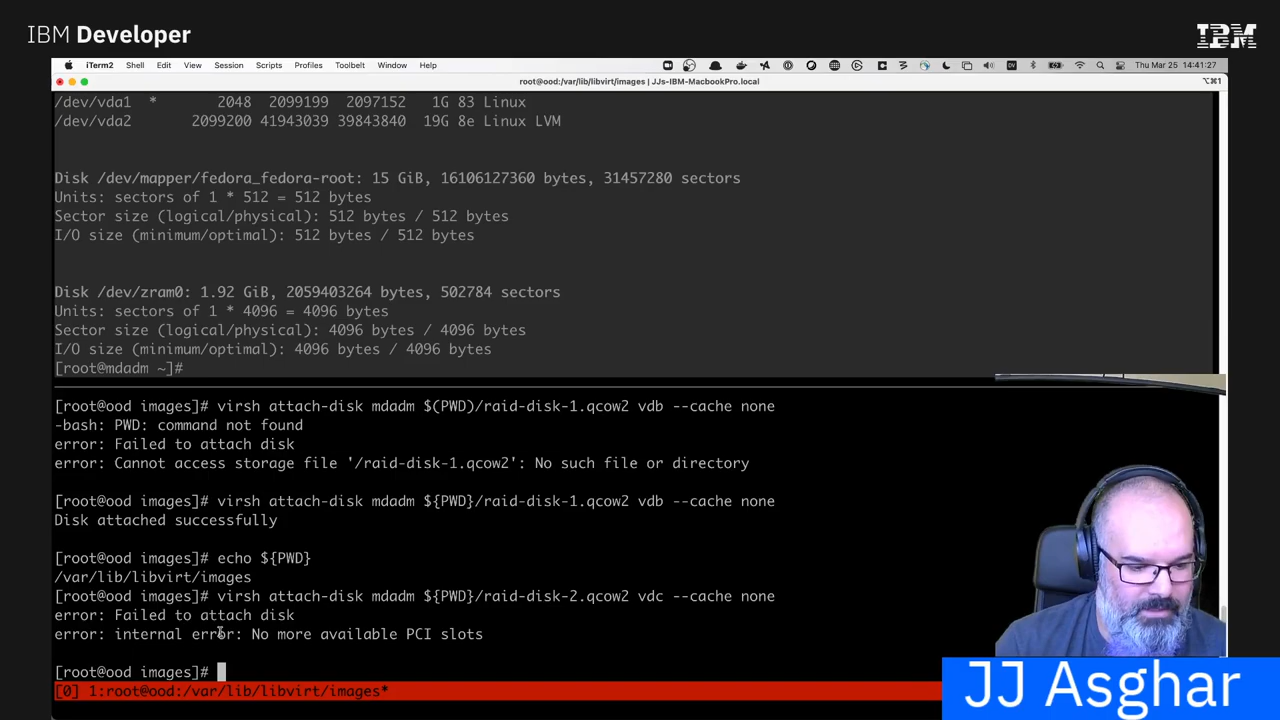 IBM Developer
IBM
iTerm2 Shell Edit View Session Scripts Profiles Toolbelt Window Help
Thu Mar 25 14:41:27
root@ood:/var/lib/libvirt/images | JJs-IBM-MacbookPro.local
⌥⌘1
/dev/vda1 * 2048 2099199 2097152 1G 83 Linux
/dev/vda2 2099200 41943039 39843840 19G 8e Linux LVM
Disk /dev/mapper/fedora_fedora-root: 15 GiB, 16106127360 bytes, 31457280 sectors
Units: sectors of 1 * 512 = 512 bytes
Sector size (logical/physical): 512 bytes / 512 bytes
I/O size (minimum/optimal): 512 bytes / 512 bytes
Disk /dev/zram0: 1.92 GiB, 2059403264 bytes, 502784 sectors
Units: sectors of 1 * 4096 = 4096 bytes
Sector size (logical/physical): 4096 bytes / 4096 bytes
I/O size (minimum/optimal): 4096 bytes / 4096 bytes
[root@mdadm ~]#
[root@ood images]# virsh attach-disk mdadm $(PWD)/raid-disk-1.qcow2 vdb --cache none
-bash: PWD: command not found
error: Failed to attach disk
error: Cannot access storage file '/raid-disk-1.qcow2': No such file or directory
[root@ood images]# virsh attach-disk mdadm ${PWD}/raid-disk-1.qcow2 vdb --cache none
Disk attached successfully
[root@ood images]# echo ${PWD}
/var/lib/libvirt/images
[root@ood images]# virsh attach-disk mdadm ${PWD}/raid-disk-2.qcow2 vdc --cache none
error: Failed to attach disk
error: internal error: No more available PCI slots
[root@ood images]#
[0] 1:root@ood:/var/lib/libvirt/images*
JJ Asghar